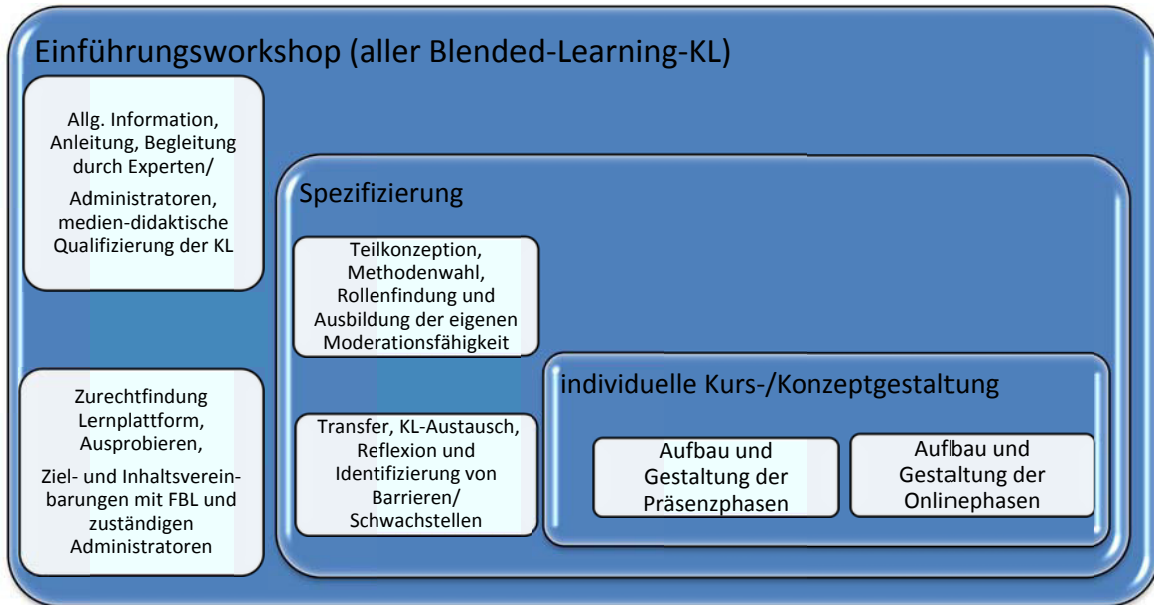 Einführungsworkshop (aller Blended-Learning-KL)
Allg. Information,
Anleitung, Begleitung
durch Experten/
Administratoren,
medien-didaktische
Qualifizierung der KL
Zurechtfindung
Lernplattform,
Ausprobieren,
Ziel- und Inhaltsverein-
barungen mit FBL und
zuständigen
Administratoren
Spezifizierung
Teilkonzeption,
Methodenwahl,
Rollenfindung und
Ausbildung der eigenen
Moderationsfähigkeit
Transfer, KL-Austausch,
Reflexion und
Identifizierung von
Barrieren/
Schwachstellen
individuelle Kurs-/Konzeptgestaltung
Aufbau und
Gestaltung der
Präsenzphasen
Aufbau und
Gestaltung der
Onlinephasen